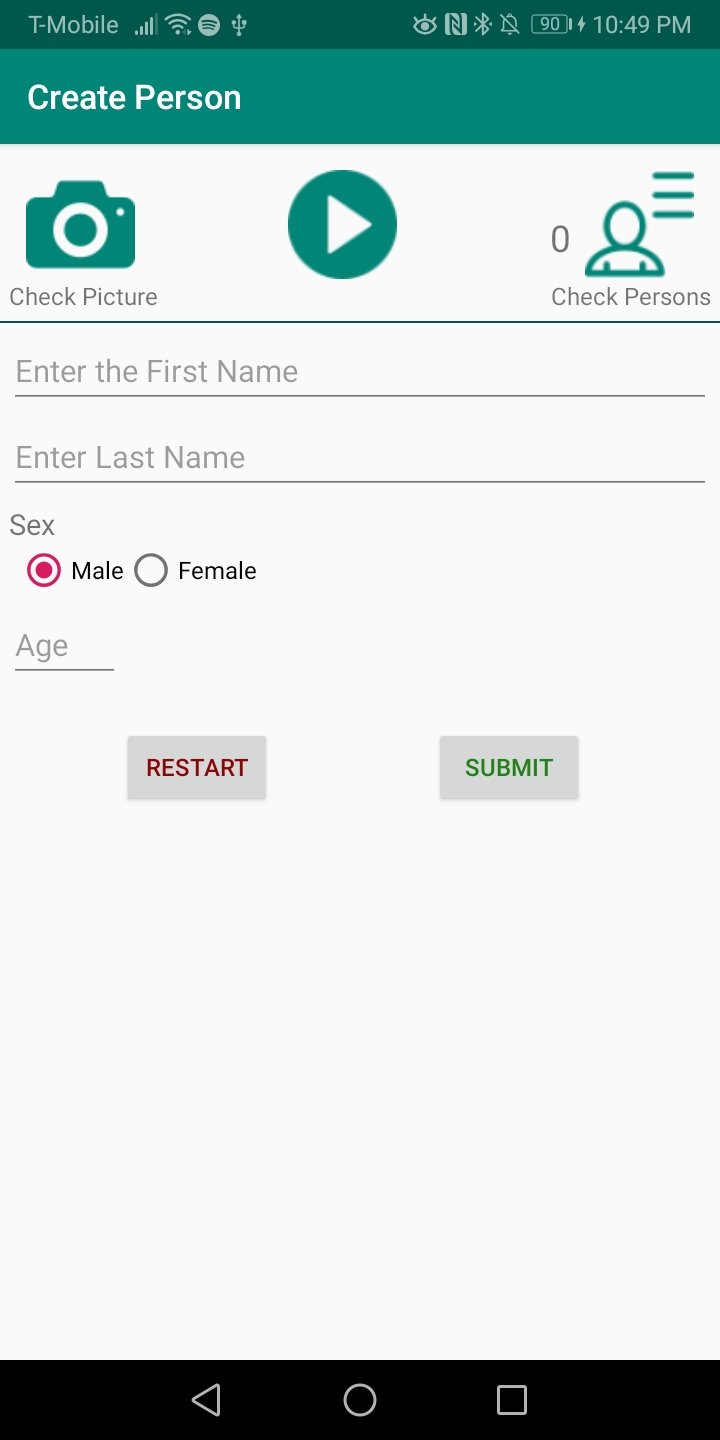 T-Mobile 90 10:49 PM
Create Person
0
Check Picture Check Persons
Enter the First Name
Enter Last Name
Sex
Male Female
Age
RESTART SUBMIT